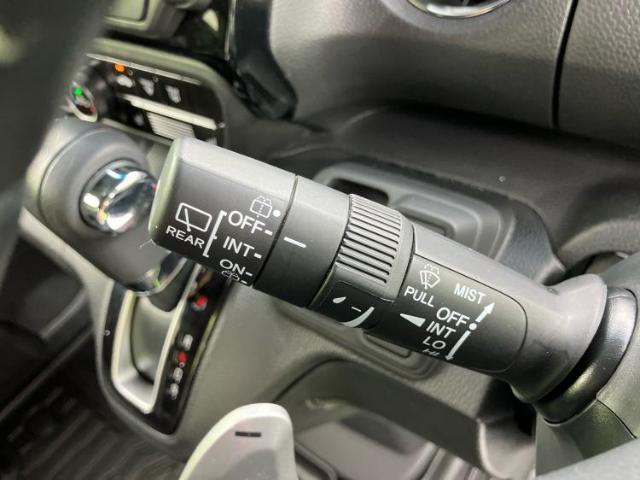 REAR
OFF
INT
ON
PULL
MIST
OFF
INT
LO
HI